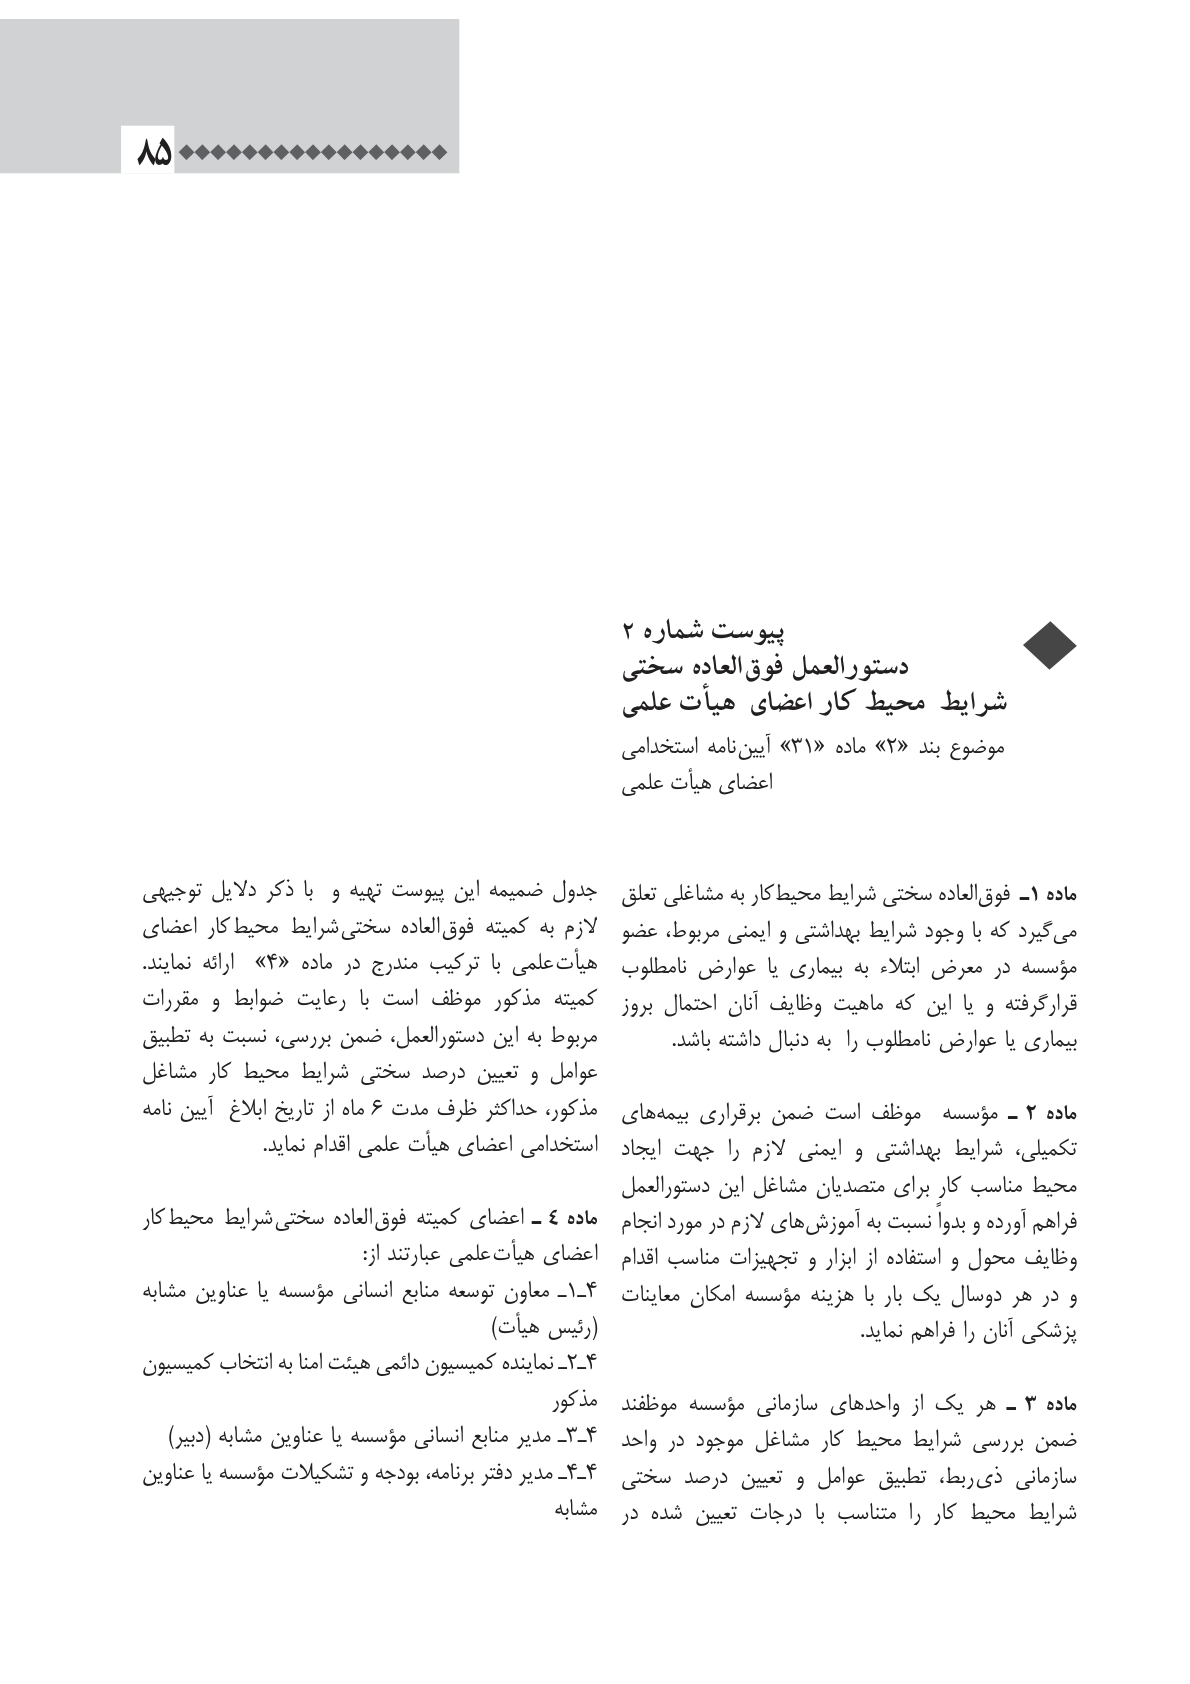 ۸۵
پیوست شماره ۲
دستورالعمل فوق‌العاده سختی
شرایط محیط کار اعضای هیأت علمی
موضوع بند «۲» ماده «۳۱» آیین‌نامه استخدامی
اعضای هیأت علمی
ماده ۱ـ فوق‌العاده سختی شرایط محیط‌کار به مشاغلی تعلق
می‌گیرد که با وجود شرایط بهداشتی و ایمنی مربوط، عضو
مؤسسه در معرض ابتلاء به بیماری یا عوارض نامطلوب
قرارگرفته و یا این که ماهیت وظایف آنان احتمال بروز
بیماری یا عوارض نامطلوب را به دنبال داشته باشد.
ماده ۲ ـ مؤسسه موظف است ضمن برقراری بیمه‌های
تکمیلی، شرایط بهداشتی و ایمنی لازم را جهت ایجاد
محیط مناسب کار برای متصدیان مشاغل این دستورالعمل
فراهم آورده و بدواً نسبت به آموزش‌های لازم در مورد انجام
وظایف محول و استفاده از ابزار و تجهیزات مناسب اقدام
و در هر دوسال یک بار با هزینه مؤسسه امکان معاینات
پزشکی آنان را فراهم نماید.
ماده ۳ ـ هر یک از واحدهای سازمانی مؤسسه موظفند
ضمن بررسی شرایط محیط کار مشاغل موجود در واحد
سازمانی ذی‌ربط، تطبیق عوامل و تعیین درصد سختی
شرایط محیط کار را متناسب با درجات تعیین شده در
جدول ضمیمه این پیوست تهیه و با ذکر دلایل توجیهی
لازم به کمیته فوق‌العاده سختی‌شرایط محیط‌کار اعضای
هیأت‌علمی با ترکیب مندرج در ماده «۴» ارائه نمایند.
کمیته مذکور موظف است با رعایت ضوابط و مقررات
مربوط به این دستورالعمل، ضمن بررسی، نسبت به تطبیق
عوامل و تعیین درصد سختی شرایط محیط کار مشاغل
مذکور، حداکثر ظرف مدت ۶ ماه از تاریخ ابلاغ آیین نامه
استخدامی اعضای هیأت علمی اقدام نماید.
ماده ٤ ـ اعضای کمیته فوق‌العاده سختی‌شرایط محیط‌کار
اعضای هیأت‌علمی عبارتند از:
۴ـ۱ـ معاون توسعه منابع انسانی مؤسسه یا عناوین مشابه
(رئیس هیأت)
۴ـ۲ـ نماینده کمیسیون دائمی هیئت امنا به انتخاب کمیسیون
مذکور
۴ـ۳ـ مدیر منابع انسانی مؤسسه یا عناوین مشابه (دبیر)
۴ـ۴ـ مدیر دفتر برنامه، بودجه و تشکیلات مؤسسه یا عناوین
مشابه